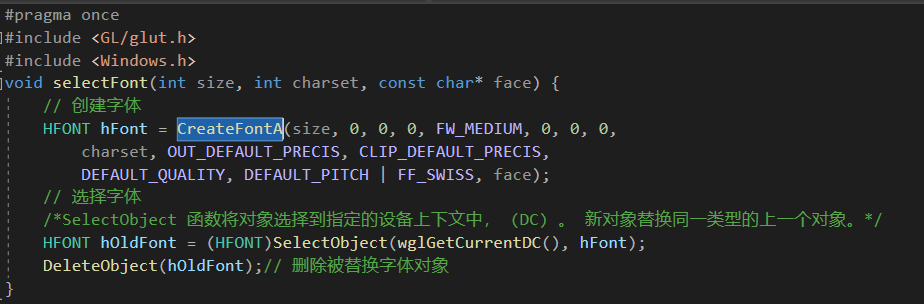 #pragma once
#include <GL/glut.h>
#include <Windows.h>
void selectFont(int size, int charset, const char* face) {
// 创建字体
HFONT hFont = CreateFontA(size, 0, 0, 0, FW_MEDIUM, 0, 0, 0,
charset, OUT_DEFAULT_PRECIS, CLIP_DEFAULT_PRECIS,
DEFAULT_QUALITY, DEFAULT_PITCH | FF_SWISS, face);
// 选择字体
/*SelectObject 函数将对象选择到指定的设备上下文中，（DC）。 新对象替换同一类型的上一个对象。*/
HFONT hOldFont = (HFONT)SelectObject(wglGetCurrentDC(), hFont);
DeleteObject(hOldFont);// 删除被替换字体对象
}